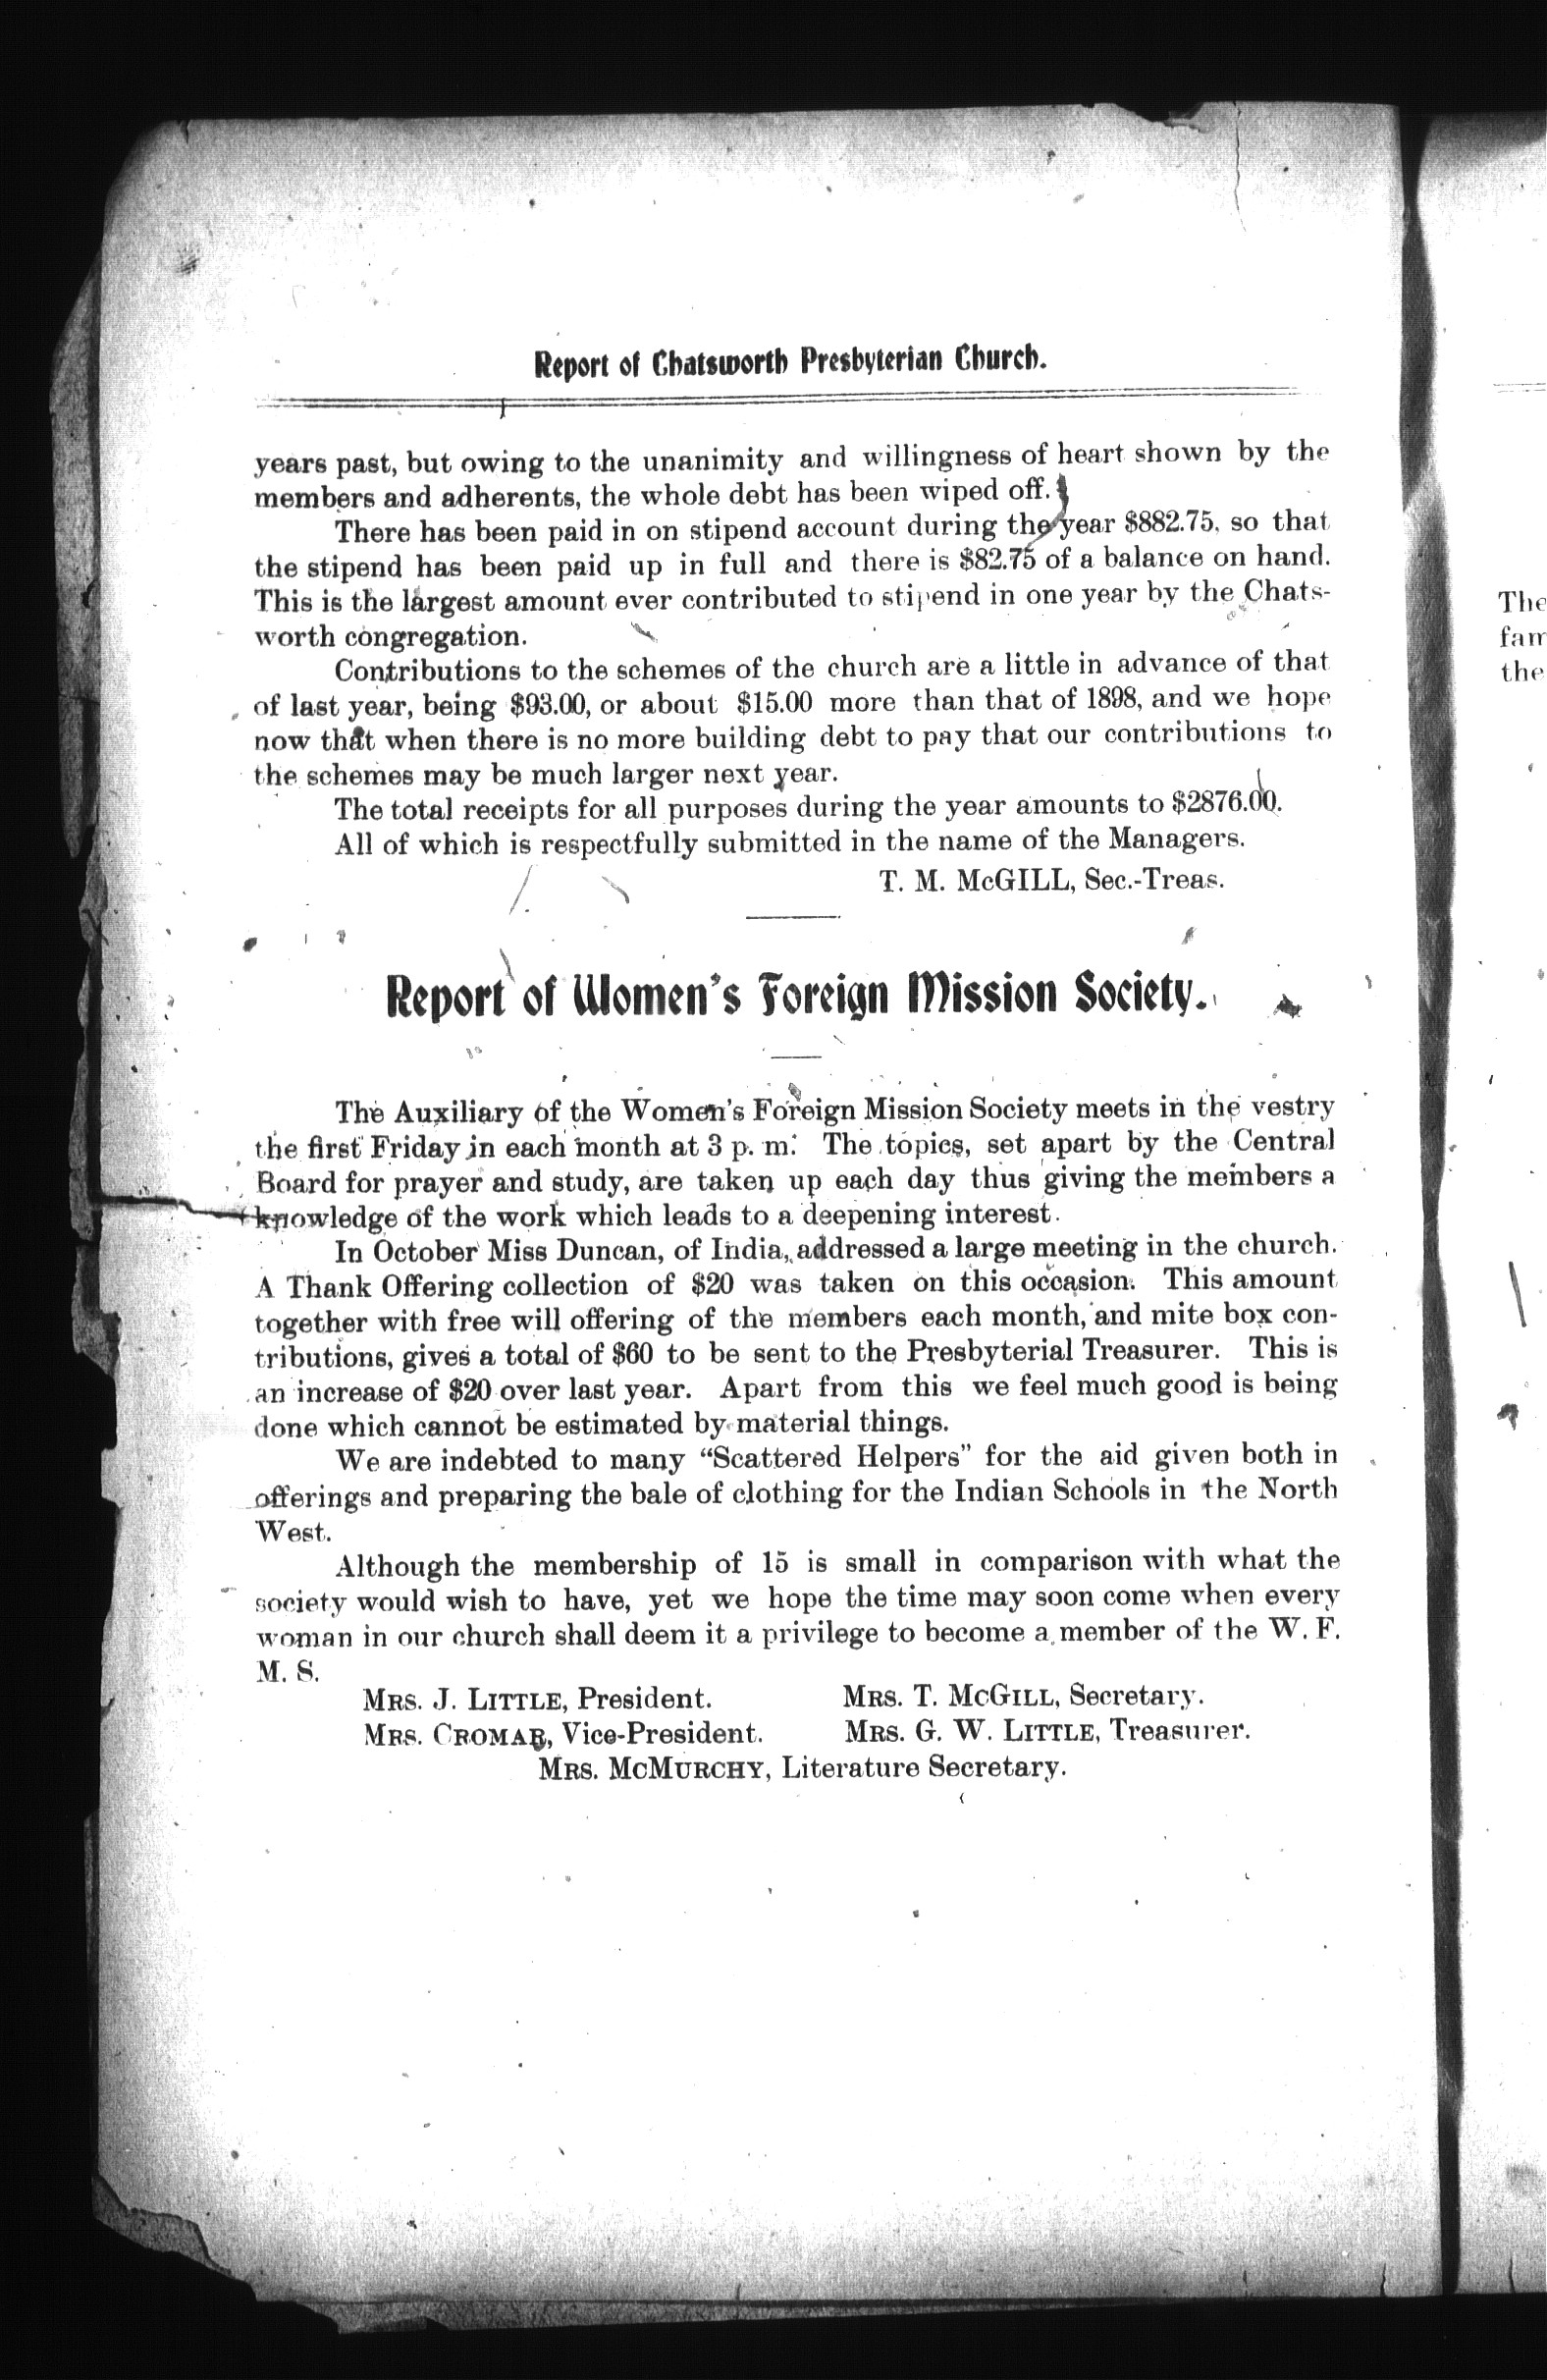 Report of Chatsworth Presbyterian Church.
years past, but owing to the unanimity and willingness of heart shown by the
members and adherents, the whole debt has been wiped off.
There has been paid in on stipend account during the year $882.75, so that
the stipend has been paid up in full and there is $82.75 of a balance on hand.
This is the largest amount ever contributed to stipend in one year by the Chats-
worth congregation.
Contributions to the schemes of the church are a little in advance of that
of last year, being $93.00, or about $15.00 more than that of 1898, and we hope
now that when there is no more building debt to pay that our contributions to
the schemes may be much larger next year.
The total receipts for all purposes during the year amounts to $2876.00.
All of which is respectfully submitted in the name of the Managers.
T. M. McGILL, Sec.-Treas.
Report of Women's Foreign Mission Society.
The Auxiliary of the Women's Foreign Mission Society meets in the vestry
the first Friday in each month at 3 p. m. The topics, set apart by the Central
Board for prayer and study, are taken up each day thus giving the members a
knowledge of the work which leads to a deepening interest.
In October Miss Duncan, of India, addressed a large meeting in the church.
A Thank Offering collection of $20 was taken on this occasion. This amount
together with free will offering of the members each month, and mite box con-
tributions, gives a total of $60 to be sent to the Presbyterial Treasurer. This is
an increase of $20 over last year. Apart from this we feel much good is being
done which cannot be estimated by material things.
We are indebted to many "Scattered Helpers" for the aid given both in
offerings and preparing the bale of clothing for the Indian Schools in the North
West.
Although the membership of 15 is small in comparison with what the
society would wish to have, yet we hope the time may soon come when every
woman in our church shall deem it a privilege to become a member of the W. F.
M. S.
MRS. J. LITTLE, President. MRS. T. MCGILL, Secretary.
MRS. CROMAR, Vice-President. MRS. G. W. LITTLE, Treasurer.
MRS. MCMURCHY, Literature Secretary.
The
the